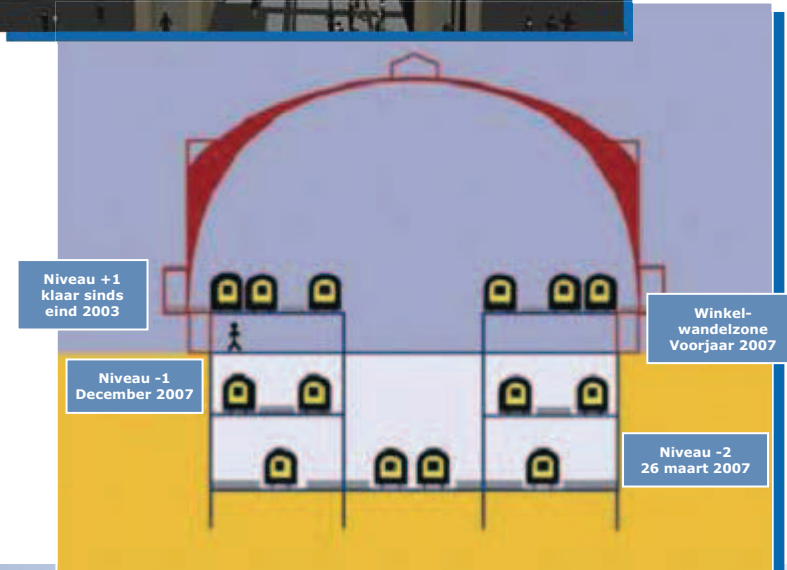 Niveau +1
klaar sinds
eind 2003
Winkel-
wandelzone
Voorjaar 2007
Niveau -1
December 2007
Niveau -2
26 maart 2007